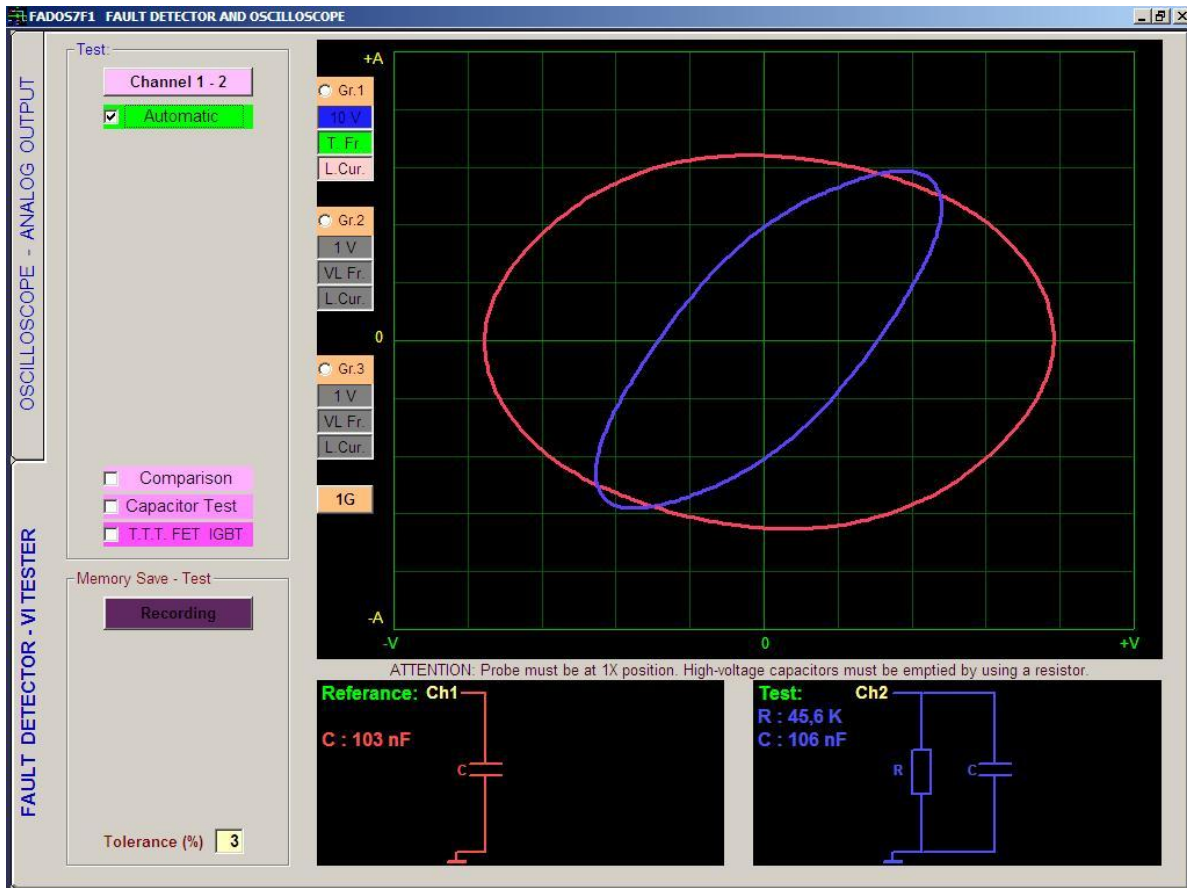 FADOS7F1 FAULT DETECTOR AND OSCILLOSCOPE
OSCILLOSCOPE - ANALOG OUTPUT
FAULT DETECTOR - VI TESTER
Test:
Channel 1 - 2
Automatic
Comparison
Capacitor Test
T.T.T. FET IGBT
Memory Save - Test
Recording
Tolerance (%) 3
+A
Gr.1
10 V
T. Fr
L.Cur.
Gr.2
1 V
VL Fr.
L.Cur.
0
Gr.3
1 V
VL Fr.
L.Cur.
1G
-A
-V 0 +V
ATTENTION: Probe must be at 1X position. High-voltage capacitors must be emptied by using a resistor.
Referance: Ch1
C : 103 nF
C
Test: Ch2
R : 45,6 K
C : 106 nF
R C